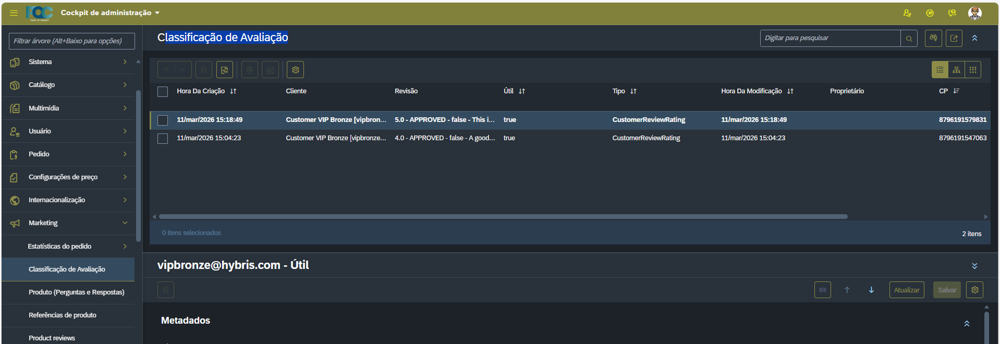 POC
PROOF OF CONCEPT
Cockpit de administração
Filtrar árvore (Alt+Baixo para opções)
Sistema
Catálogo
Multimídia
Usuário
Pedido
Configurações de preço
Internacionalização
Marketing
Estatísticas do pedido
Classificação de Avaliação
Produto (Perguntas e Respostas)
Referências de produto
Product reviews
Classificação de Avaliação
Digitar para pesquisar
Hora Da Criação Cliente Revisão Útil Tipo Hora Da Modificação Proprietário CP
11/mar/2026 15:18:49 Customer VIP Bronze [vipbron... 5.0 - APPROVED - false - This i... true CustomerReviewRating 11/mar/2026 15:18:49 8796191579831
11/mar/2026 15:04:23 Customer VIP Bronze [vipbronze... 4.0 - APPROVED - false - A good... true CustomerReviewRating 11/mar/2026 15:04:23 8796191547063
0 itens selecionados
2 itens
vipbronze@hybris.com - Útil
Atualizar
Salvar
Metadados